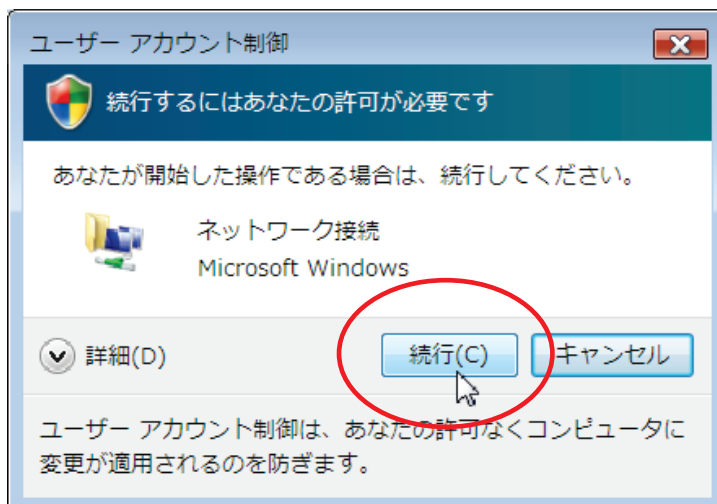 ユーザー アカウント制御
続行するにはあなたの許可が必要です
あなたが開始した操作である場合は、続行してください。
ネットワーク接続
Microsoft Windows
詳細(D)
続行(C)
キャンセル
ユーザー アカウント制御は、あなたの許可なくコンピュータに
変更が適用されるのを防ぎます。